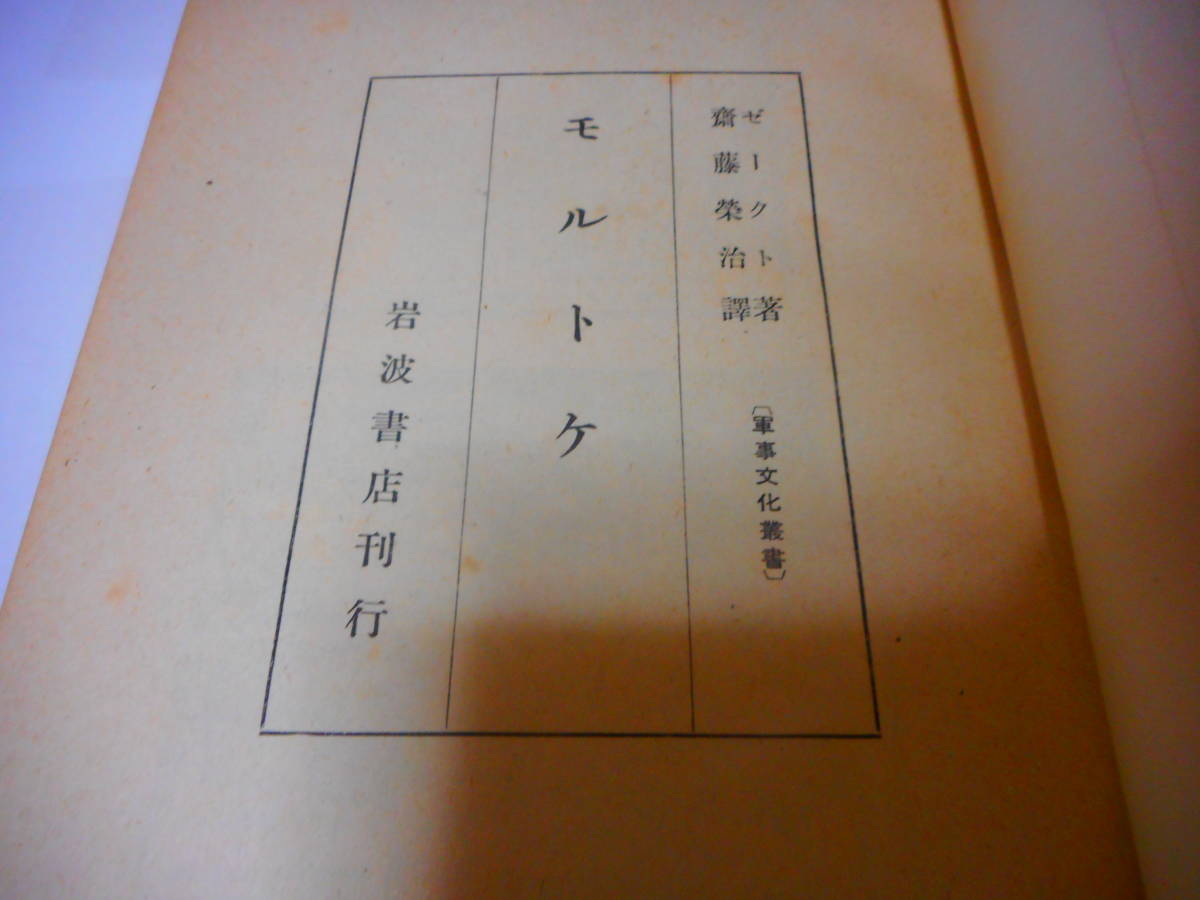 ゼークト著
齋藤榮治譯
〔軍事文化叢書〕
モルトケ
岩波書店刊行